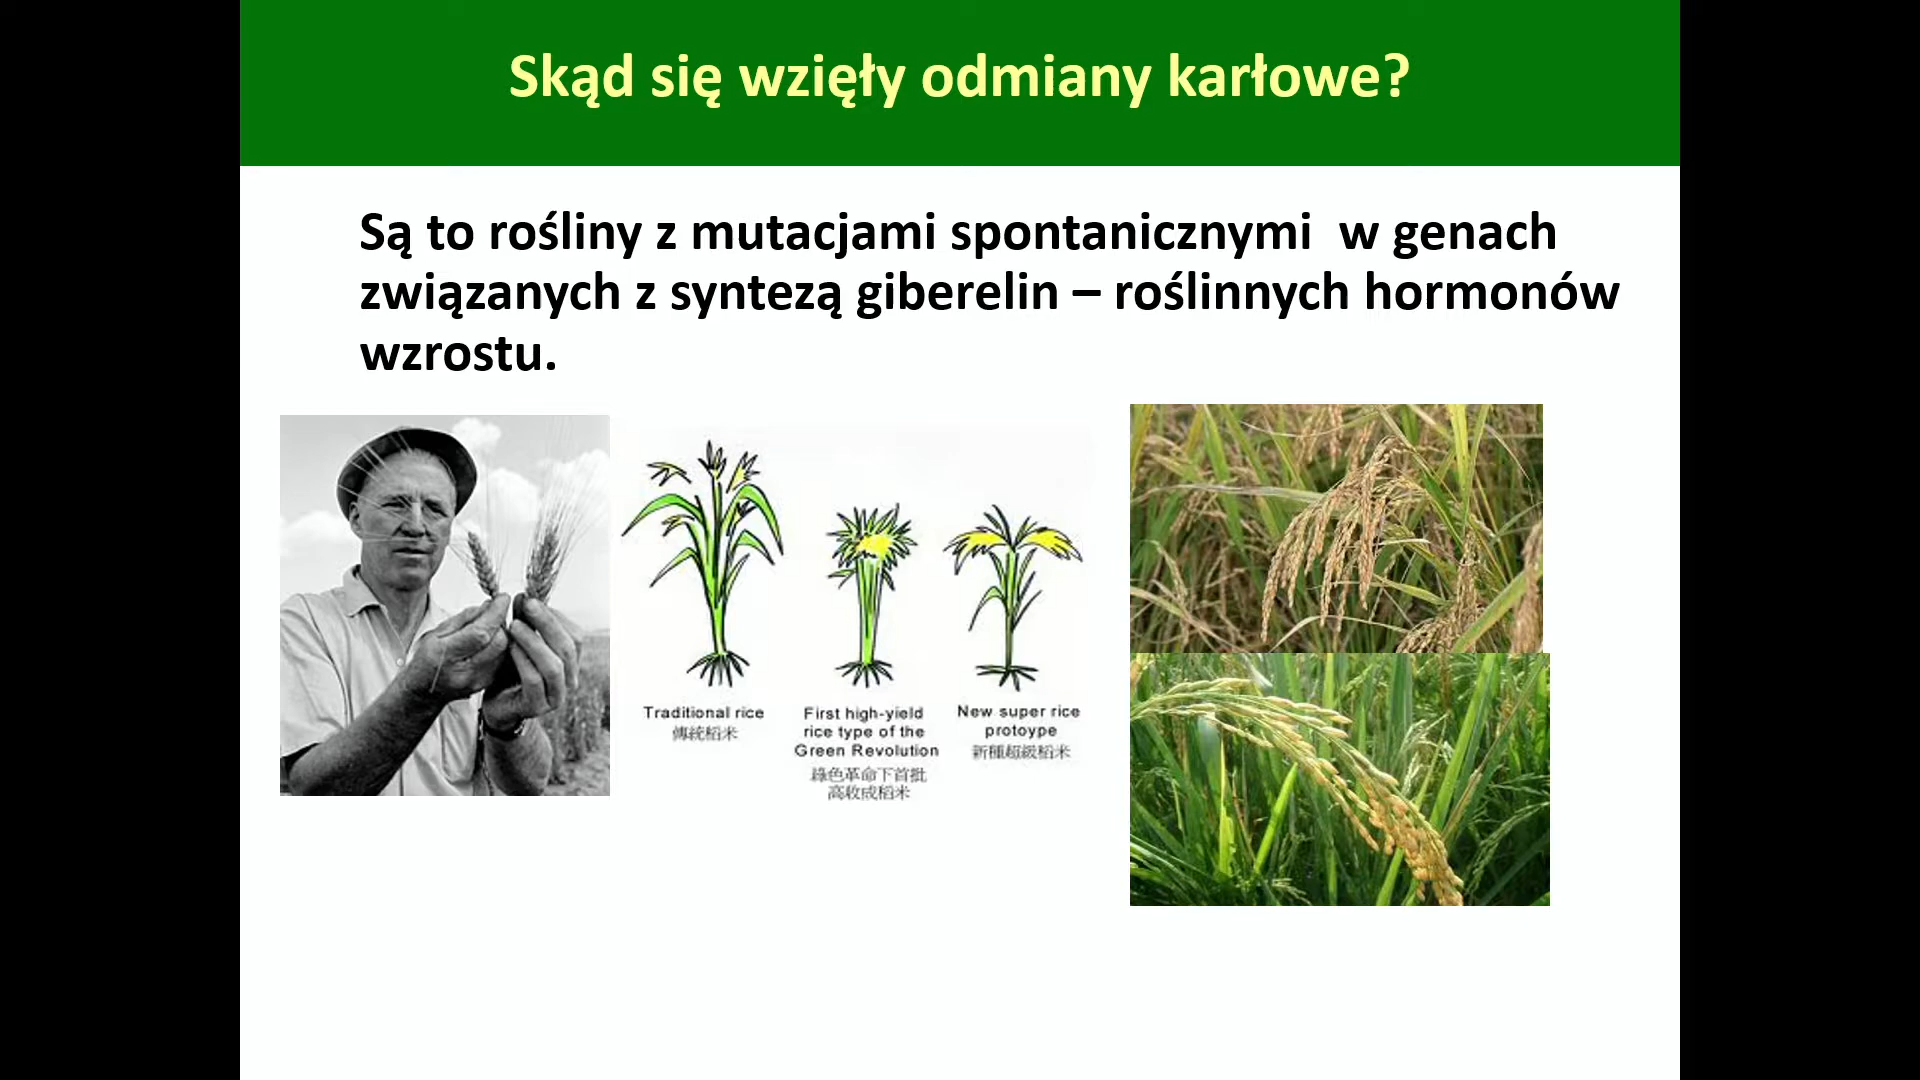 Skąd się wzięły odmiany karłowe?
Są to rośliny z mutacjami spontanicznymi  w genach
związanych z syntezą giberelin – roślinnych hormonów
wzrostu.
Traditional rice
傳統稻米
First high-yield
rice type of the
Green Revolution
綠色革命下首批
高收成稻米
New super rice
protoype
新種超級稻米